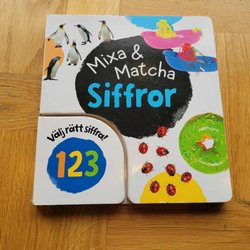 Mixa &
Matcha
Siffror
Välj rätt siffra!
123